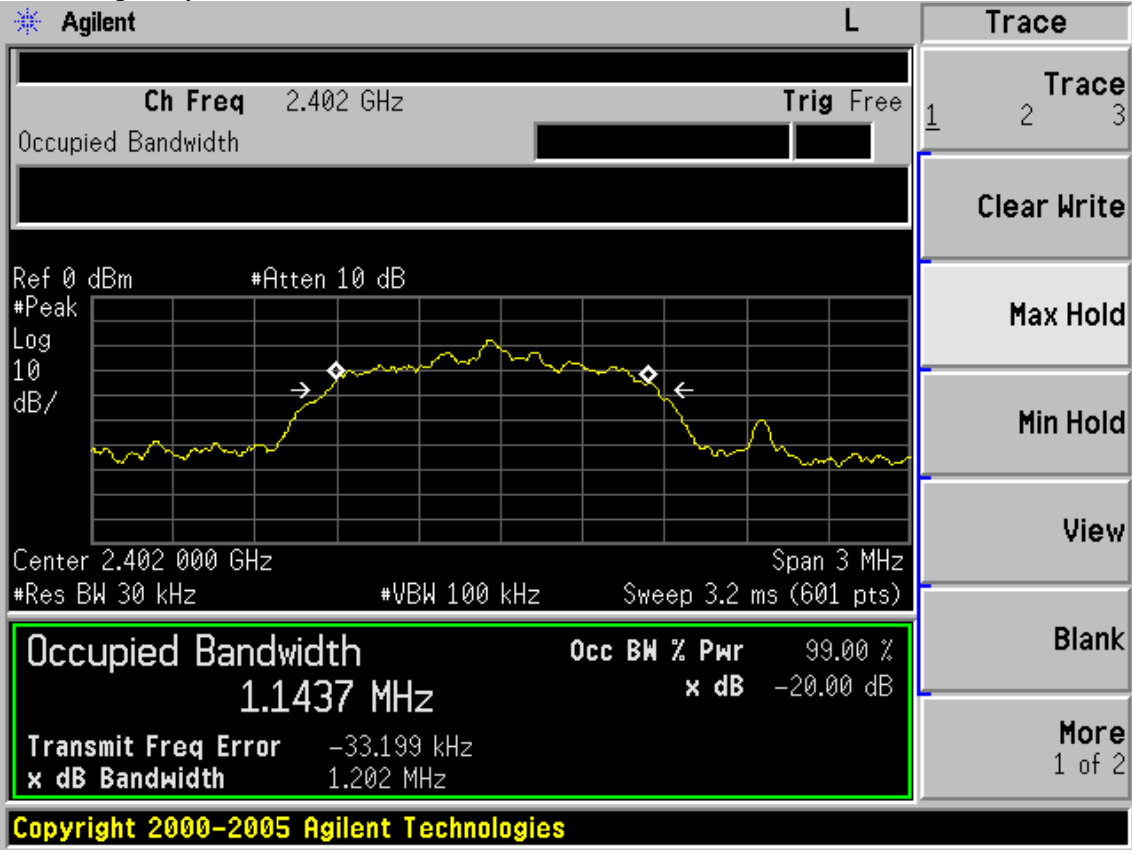 Agilent L Trace
Ch Freq 2.402 GHz Trig Free
Occupied Bandwidth
Trace
1 2 3
Clear Write
Max Hold
Min Hold
View
Blank
More
1 of 2
Ref 0 dBm #Atten 10 dB
#Peak
Log
10
dB/
Center 2.402 000 GHz Span 3 MHz
#Res BW 30 kHz #VBW 100 kHz Sweep 3.2 ms (601 pts)
Occupied Bandwidth Occ BW % Pwr 99.00 %
1.1437 MHz x dB -20.00 dB
Transmit Freq Error -33.199 kHz
x dB Bandwidth 1.202 MHz
Copyright 2000-2005 Agilent Technologies